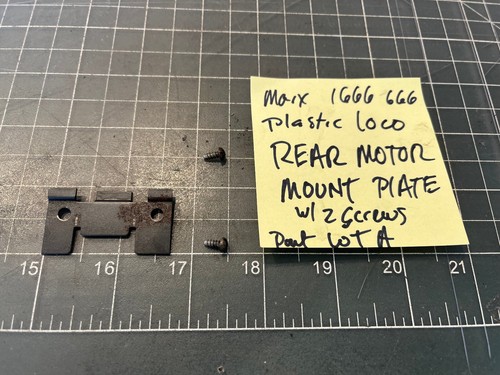 Marx 1666 666
Plastic loco
REAR MOTOR
MOUNT PLATE
w/ 2 Screws
Part LOT A
15 16 17 18 19 20 21